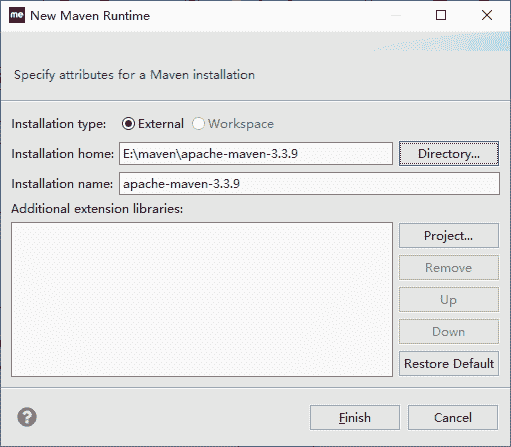 me New Maven Runtime
Specify attributes for a Maven installation
Installation type: External Workspace
Installation home: E:\maven\apache-maven-3.3.9 Directory...
Installation name: apache-maven-3.3.9
Additional extension libraries:
Project...
Remove
Up
Down
Restore Default
? Finish Cancel